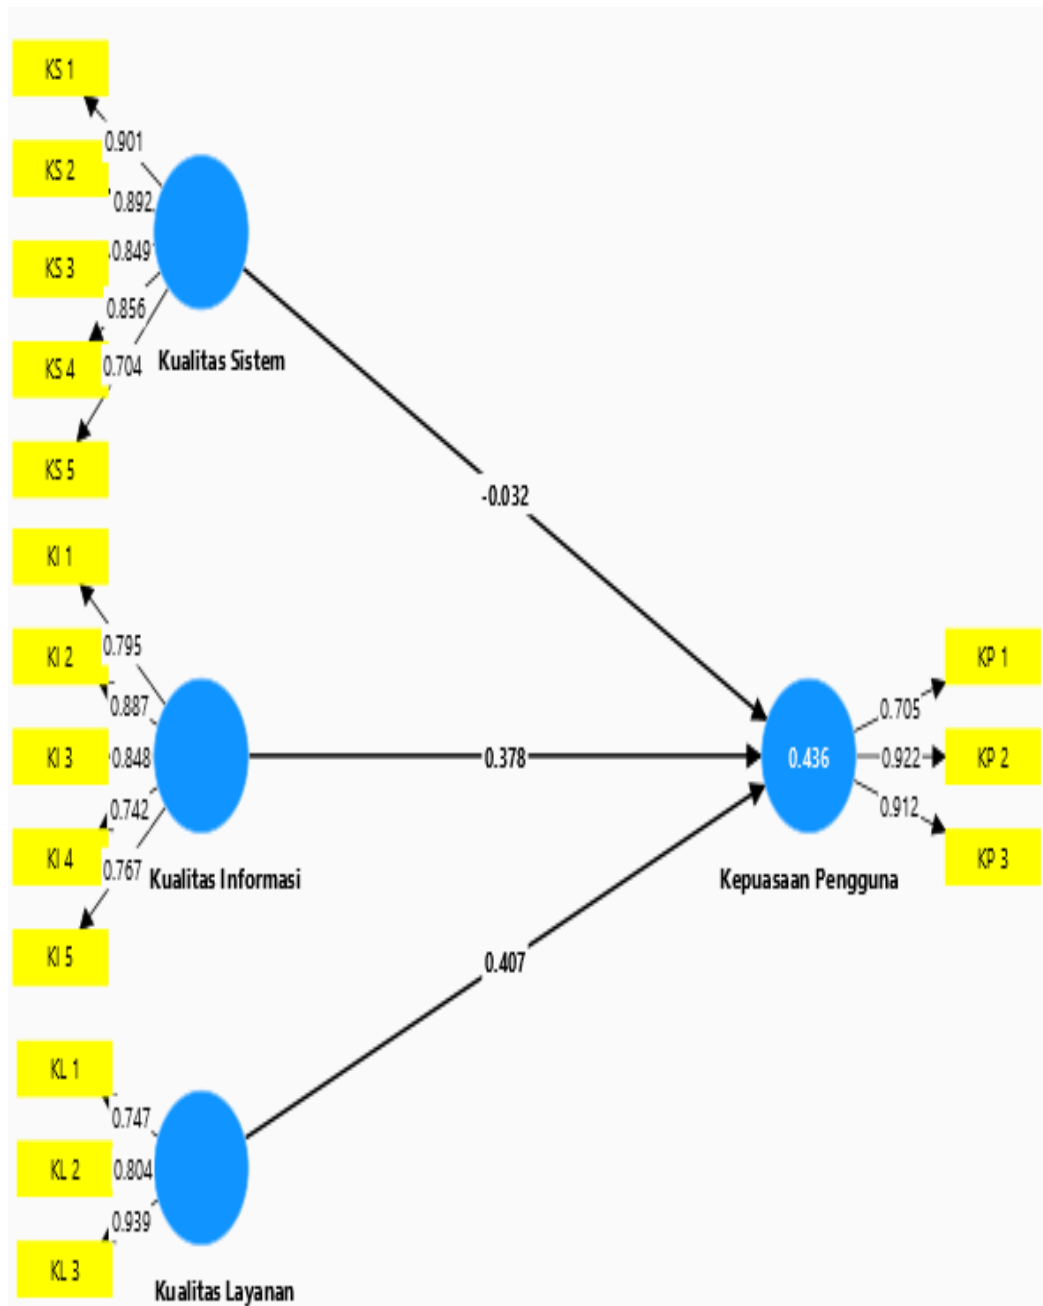 KS 1
0.901
KS 2
0.892
KS 3
0.849
0.856
KS 4
0.704
Kualitas Sistem
KS 5
-0.032
KI 1
0.795
KI 2
0.887
KI 3
0.848
0.742
KI 4
0.767
Kualitas Informasi
KI 5
0.378
0.436
Kepuasaan Pengguna
KP 1
0.705
KP 2
0.922
0.912
KP 3
0.407
KL 1
0.747
KL 2
0.804
0.939
KL 3
Kualitas Layanan